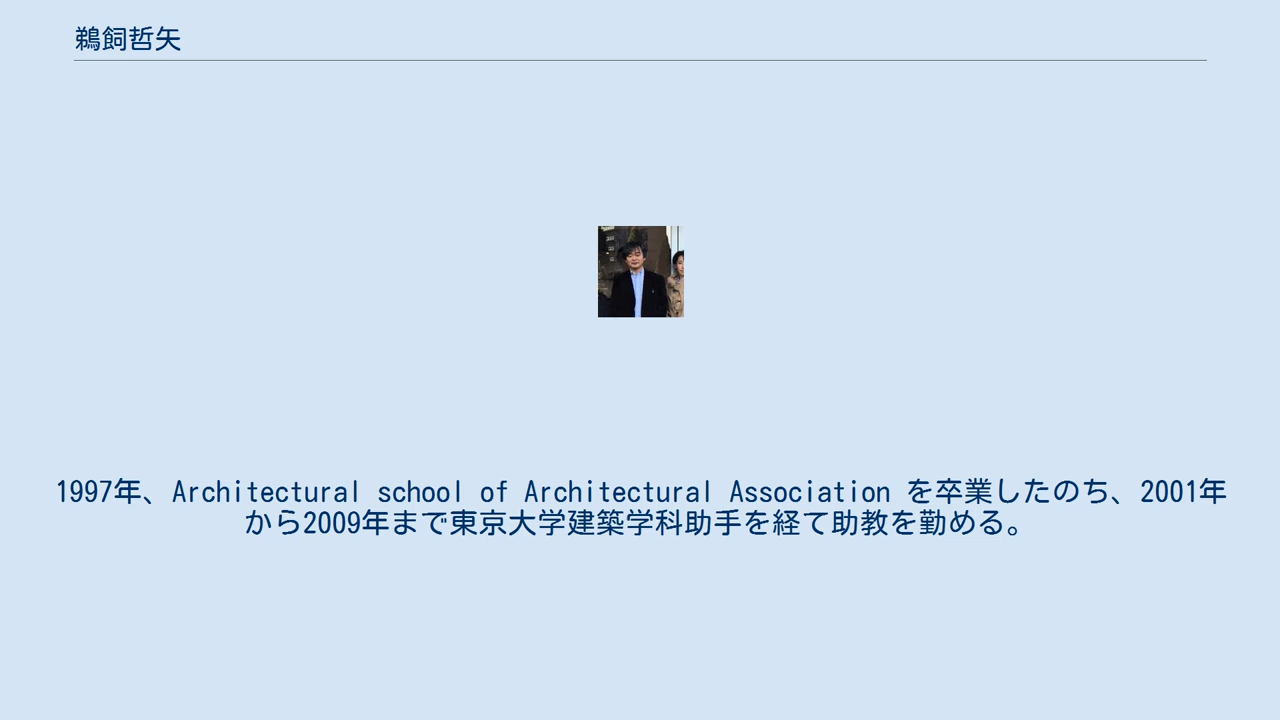 鵜飼哲矢
1997年、Architectural school of Architectural Association を卒業したのち、2001年
から2009年まで東京大学建築学科助手を経て助教を勤める。